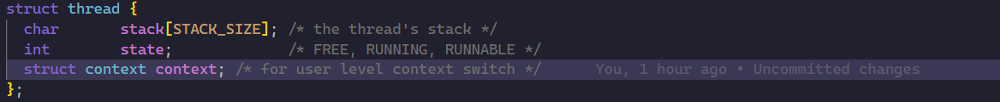 struct thread {
  char       stack[STACK_SIZE]; /* the thread's stack */
  int        state;             /* FREE, RUNNING, RUNNABLE */
  struct context context; /* for user level context switch */      You, 1 hour ago • Uncommitted changes
};